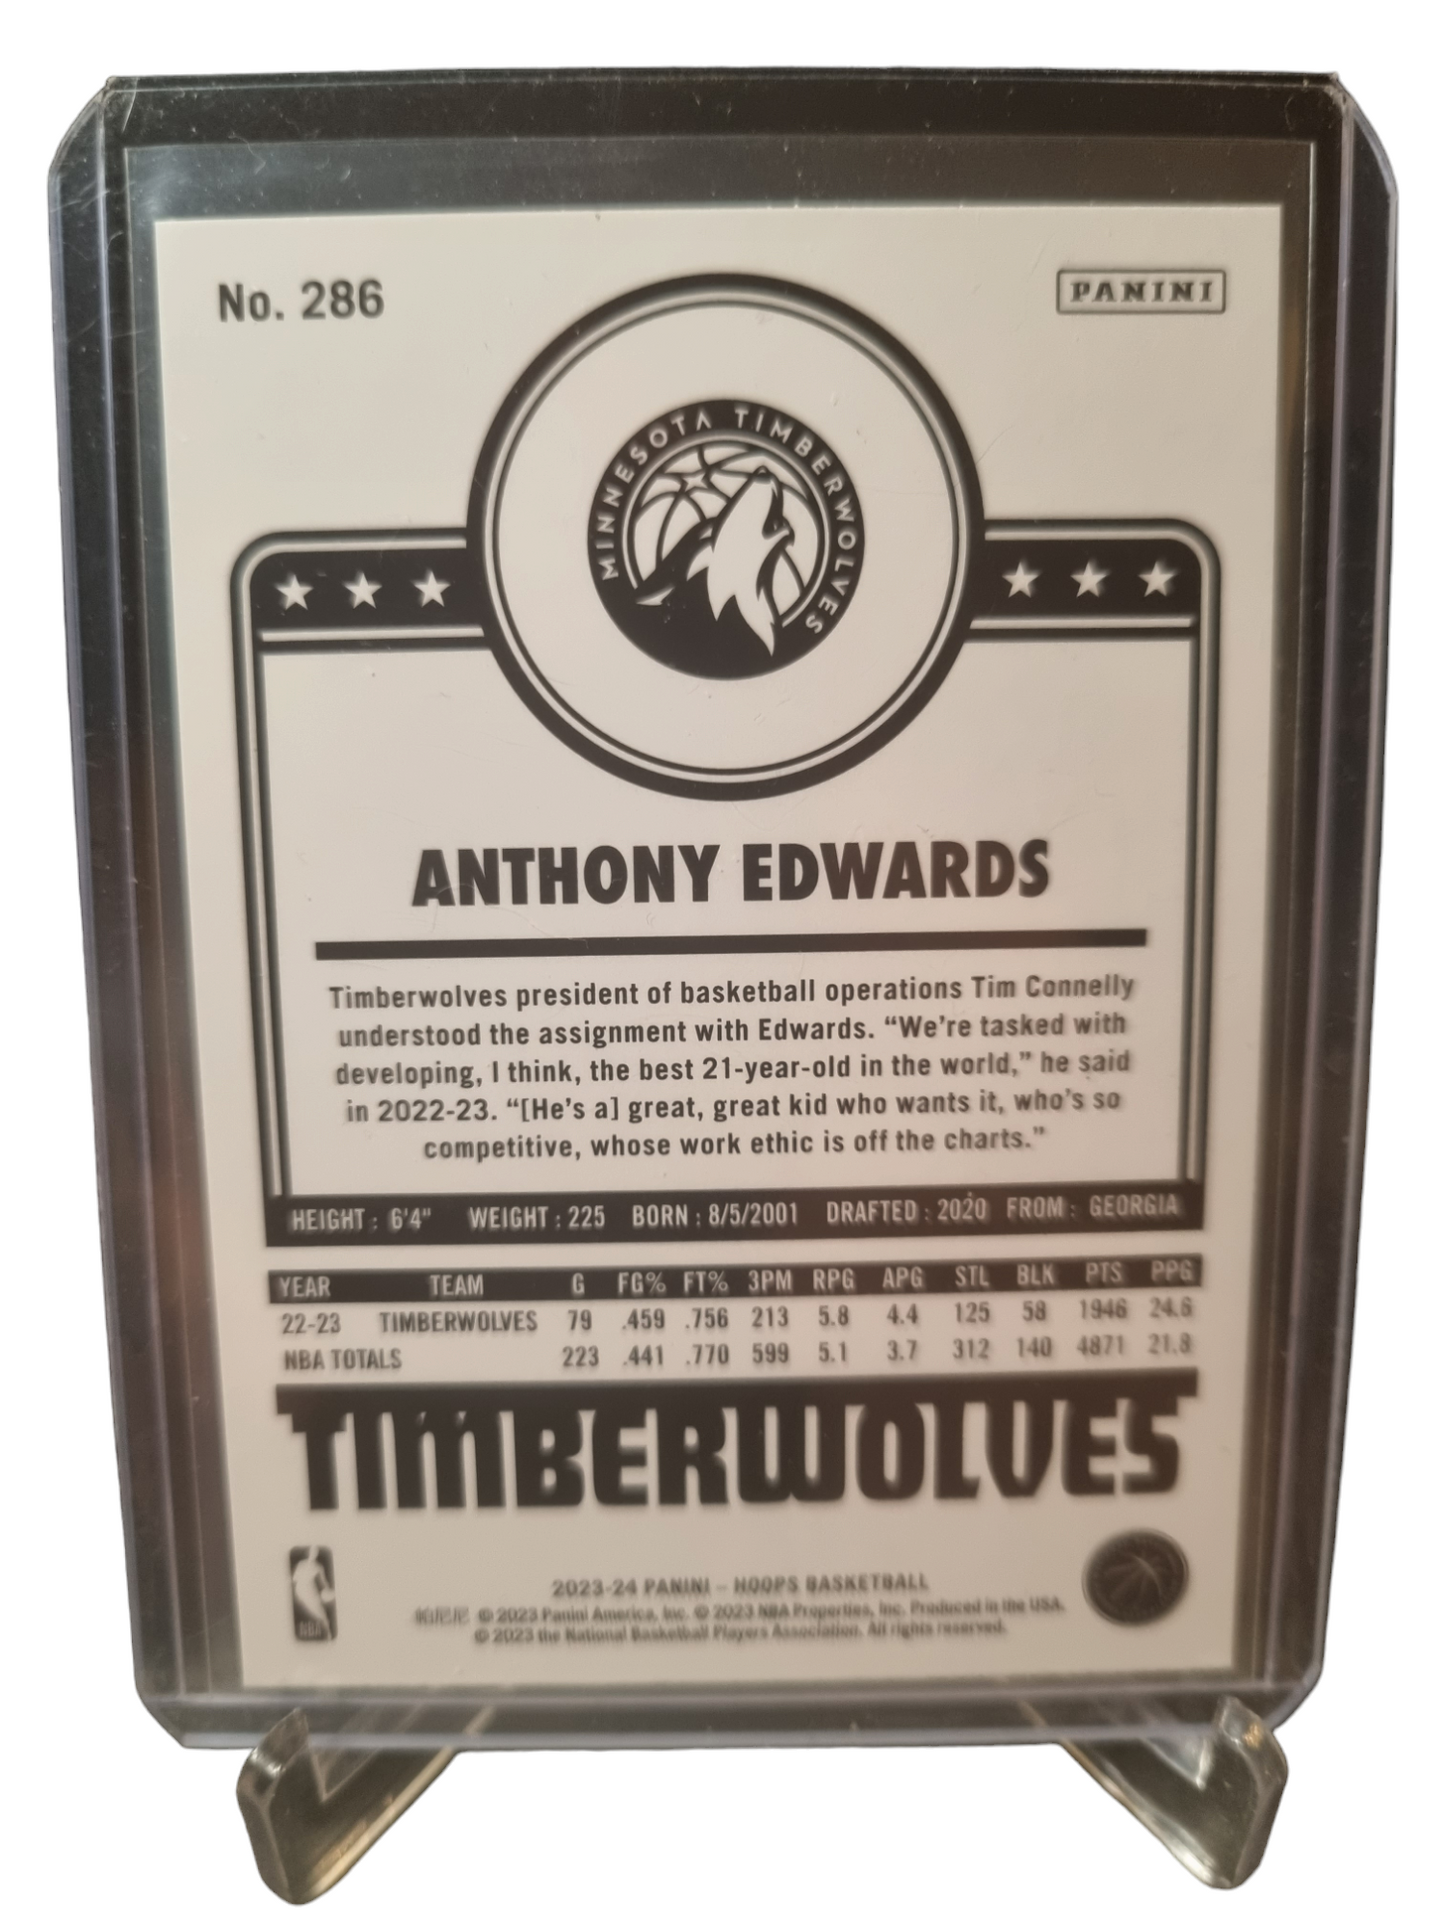 No. 286
PANINI
MINNESOTA TIMBERWOLVES
ANTHONY EDWARDS
Timberwolves president of basketball operations Tim Connelly
understood the assignment with Edwards. “We’re tasked with
developing, I think, the best 21-year-old in the world,” he said
in 2022-23. “[He’s a] great, great kid who wants it, who’s so
competitive, whose work ethic is off the charts.”
HEIGHT : 6'4" WEIGHT : 225 BORN : 8/5/2001 DRAFTED : 2020 FROM : GEORGIA
YEAR TEAM G FG% FT% 3PM RPG APG STL BLK PTS PPG
22-23 TIMBERWOLVES 79 .459 .756 213 5.8 4.4 125 58 1946 24.6
NBA TOTALS 223 .441 .770 599 5.1 3.7 312 140 4871 21.8
TIMBERWOLVES
NBA
2023-24 PANINI – HOOPS BASKETBALL
© 2023 Panini America, Inc. © 2023 NBA Properties, Inc. Produced in the USA.
© 2023 the National Basketball Players Association. All rights reserved.